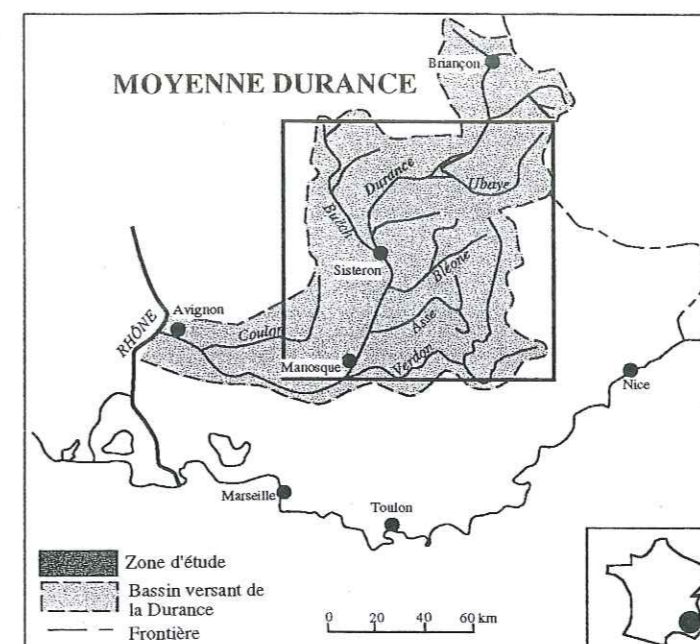 MOYENNE DURANCE
Briançon
Durance
Ubaye
Buëch
Sisteron
Bléone
Avignon
RHÔNE
Coulon
Asse
Manosque
Verdon
Nice
Marseille
Toulon
Zone d'étude
Bassin versant de
la Durance
Frontière
0 20 40 60 km